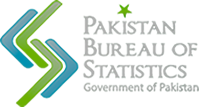 Pakistan
Bureau of
Statistics
Government of Pakistan